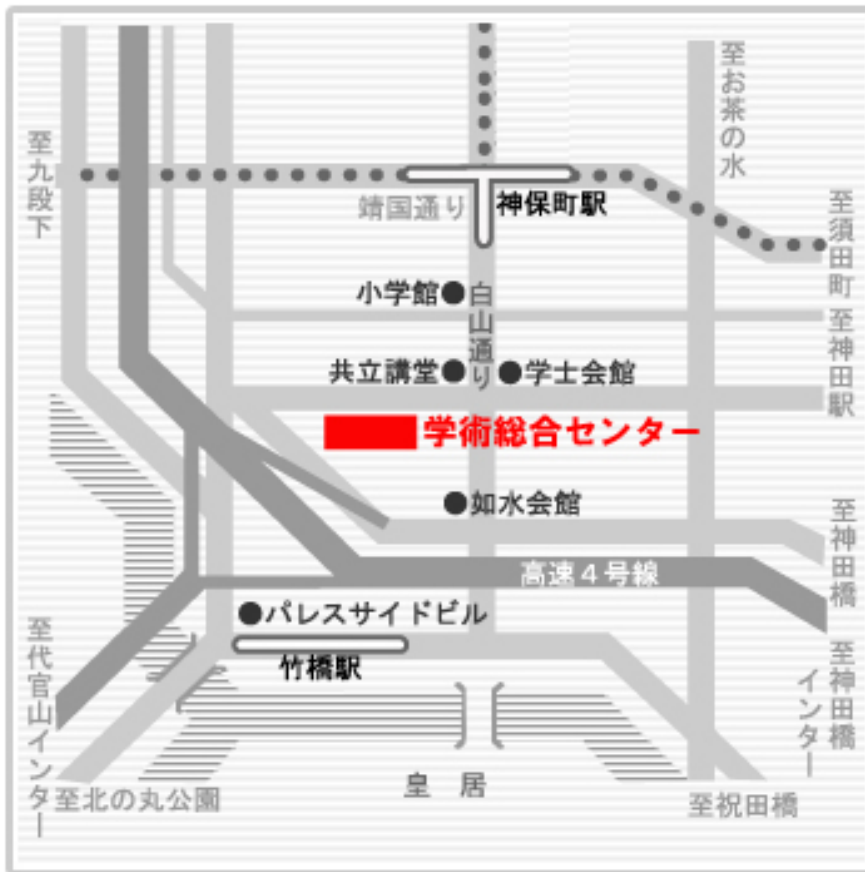 至お茶の水
至九段下
靖国通り
神保町駅
至須田町
小学館
白山通り
至神田駅
共立講堂
学士会館
学術総合センター
如水会館
至神田橋
高速４号線
パレスサイドビル
至代官山インター
竹橋駅
至神田橋
インター
皇 居
至北の丸公園
至祝田橋